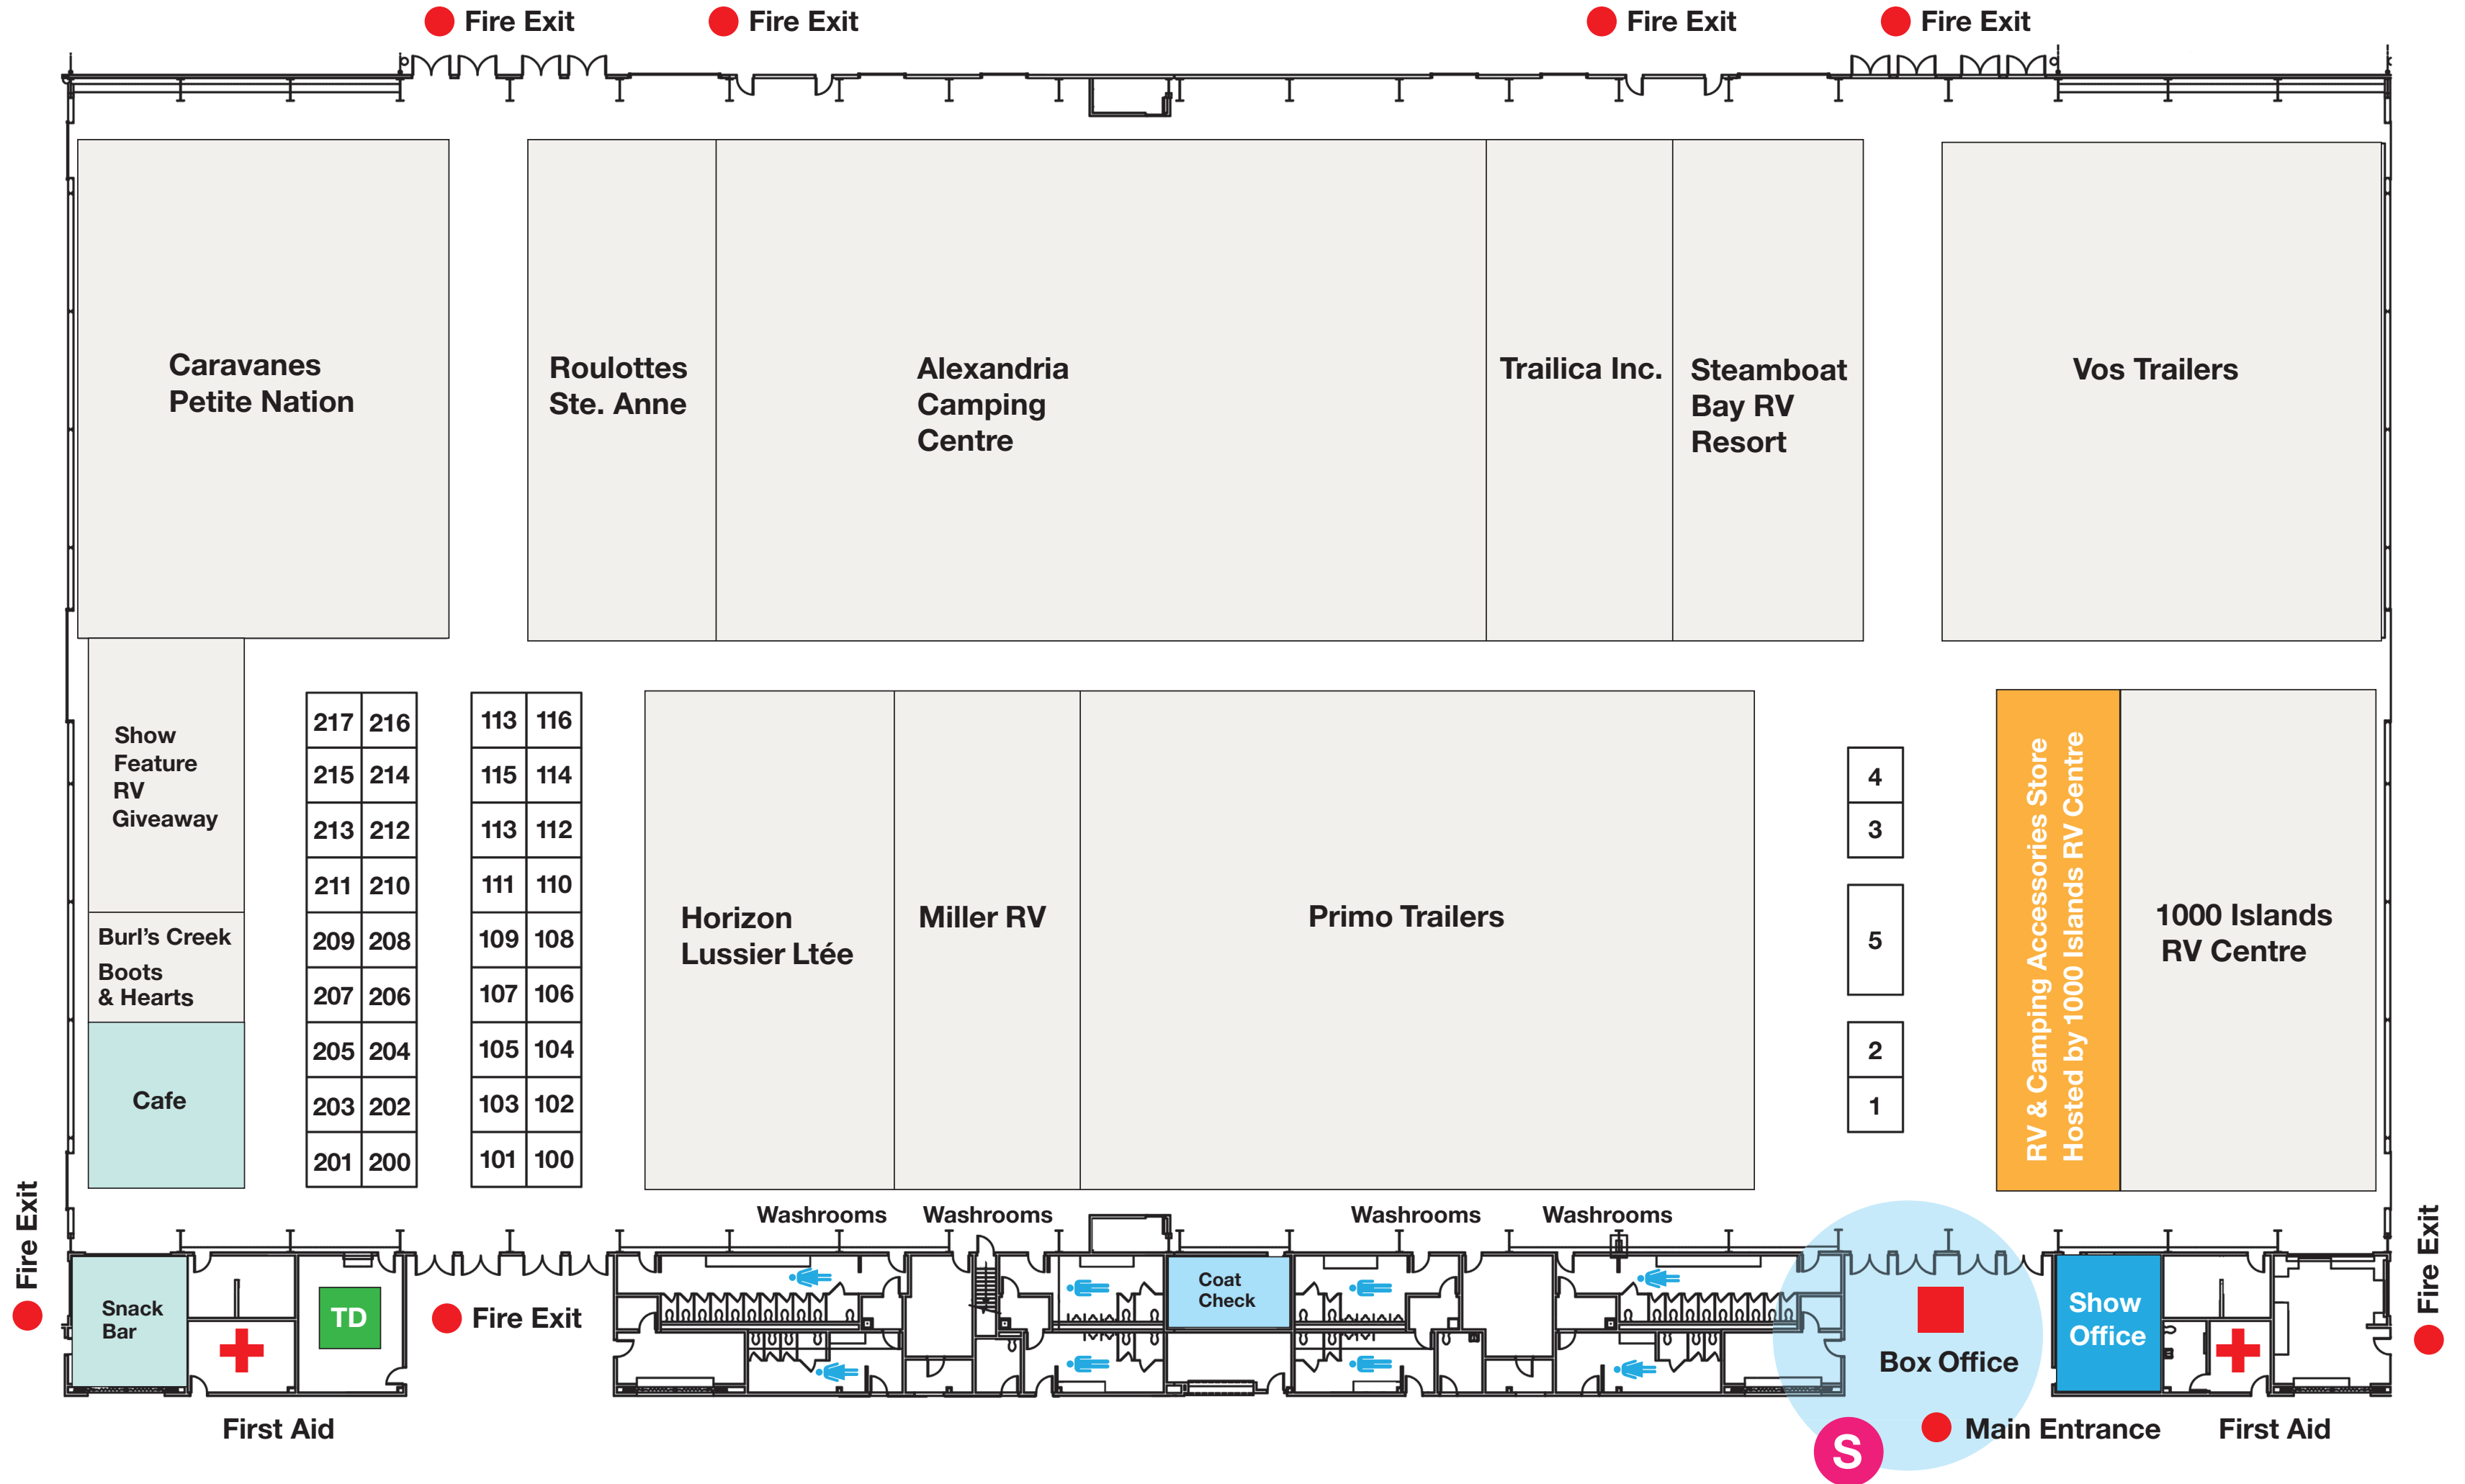 Fire Exit
Fire Exit
Fire Exit
Fire Exit
Caravanes
Petite Nation
Roulottes
Ste. Anne
Alexandria
Camping
Centre
Trailica Inc.
Steamboat
Bay RV
Resort
Vos Trailers
Show
Feature
RV
Giveaway
Burl's Creek
Boots
& Hearts
Cafe
217 216
215 214
213 212
211 210
209 208
207 206
205 204
203 202
201 200
113 116
115 114
113 112
111 110
109 108
107 106
105 104
103 102
101 100
Horizon
Lussier Ltée
Miller RV
Primo Trailers
4
3
5
2
1
RV & Camping Accessories Store
Hosted by 1000 Islands RV Centre
1000 Islands
RV Centre
Washrooms
Washrooms
Washrooms
Washrooms
Fire Exit
Snack
Bar
TD
Fire Exit
Coat
Check
Box Office
Show
Office
Fire Exit
First Aid
S
Main Entrance
First Aid